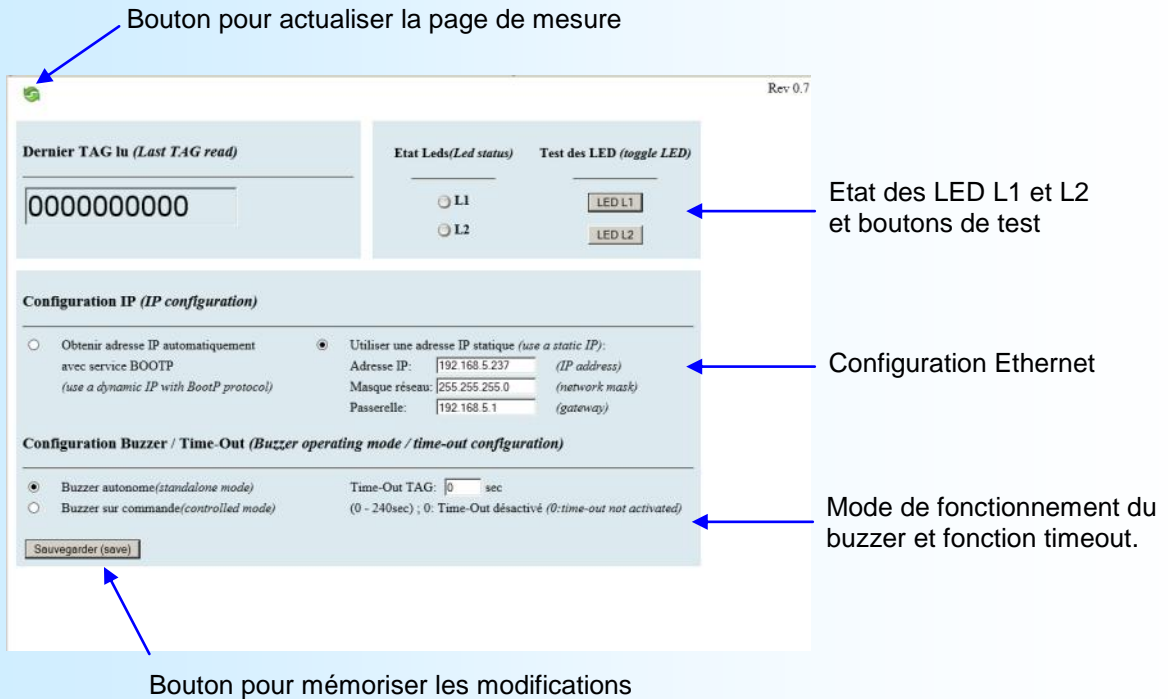 Bouton pour actualiser la page de mesure
Rev 0.7
Dernier TAG lu (Last TAG read)
0000000000
Etat Leds(Led status) Test des LED (toggle LED)
L1 LED L1
L2 LED L2
Etat des LED L1 et L2
et boutons de test
Configuration IP (IP configuration)
Obtenir adresse IP automatiquement
avec service BOOTP
(use a dynamic IP with BootP protocol)
Utiliser une adresse IP statique (use a static IP):
Adresse IP: 192.168.5.237 (IP address)
Masque réseau: 255.255.255.0 (network mask)
Passerelle: 192.168.5.1 (gateway)
Configuration Ethernet
Configuration Buzzer / Time-Out (Buzzer operating mode / time-out configuration)
Buzzer autonome(standalone mode)
Buzzer sur commande(controlled mode)
Time-Out TAG: 0 sec
(0 - 240sec) ; 0: Time-Out désactivé (0:time-out not activated)
Mode de fonctionnement du
buzzer et fonction timeout.
Sauvegarder (save)
Bouton pour mémoriser les modifications